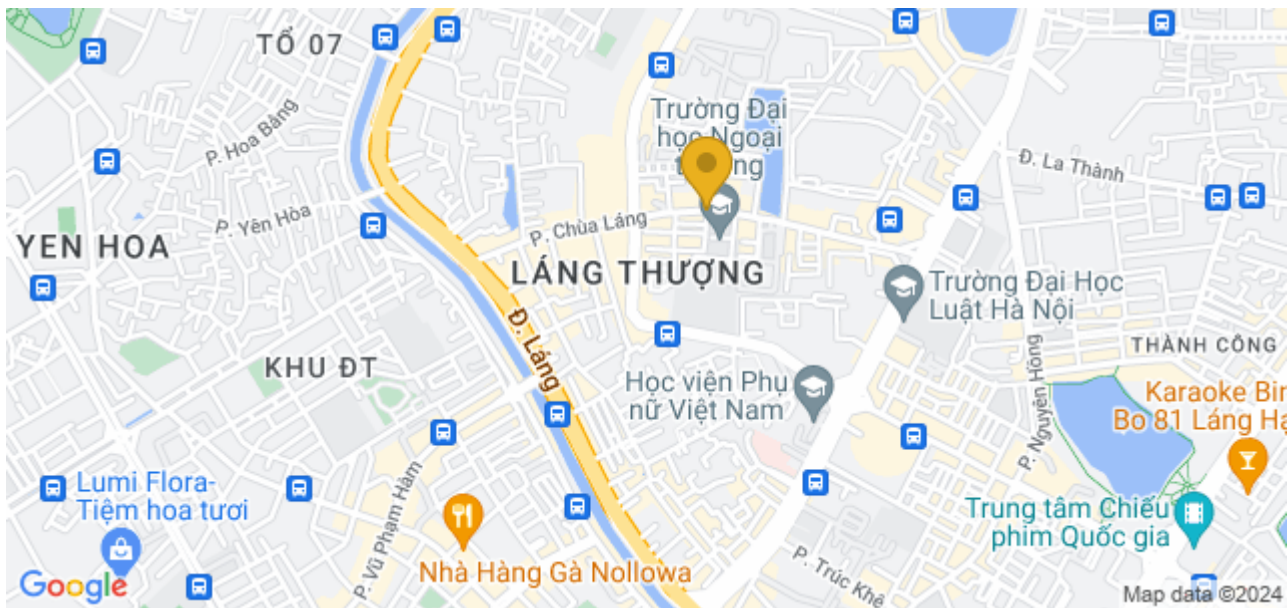 TỔ 07
P. Hoa Bằng
P. Yên Hòa
YEN HOA
Trường Đại
học Ngoại
Đ. La Thành
P. Chùa Láng
LÁNG THƯỢNG
Trường Đại Học
Luật Hà Nội
Đ. Láng
KHU ĐT
Học viện Phụ
nữ Việt Nam
P. Nguyên Hồng
THÀNH CÔNG
Karaoke
Bo 81 Láng
Lumi Flora-
Tiệm hoa tươi
P. Vũ Phạm Hàm
Nhà Hàng Gà Nollowa
Trung tâm Chiếu
phim Quốc gia
P. Trúc Khê
Google
Map data ©2024